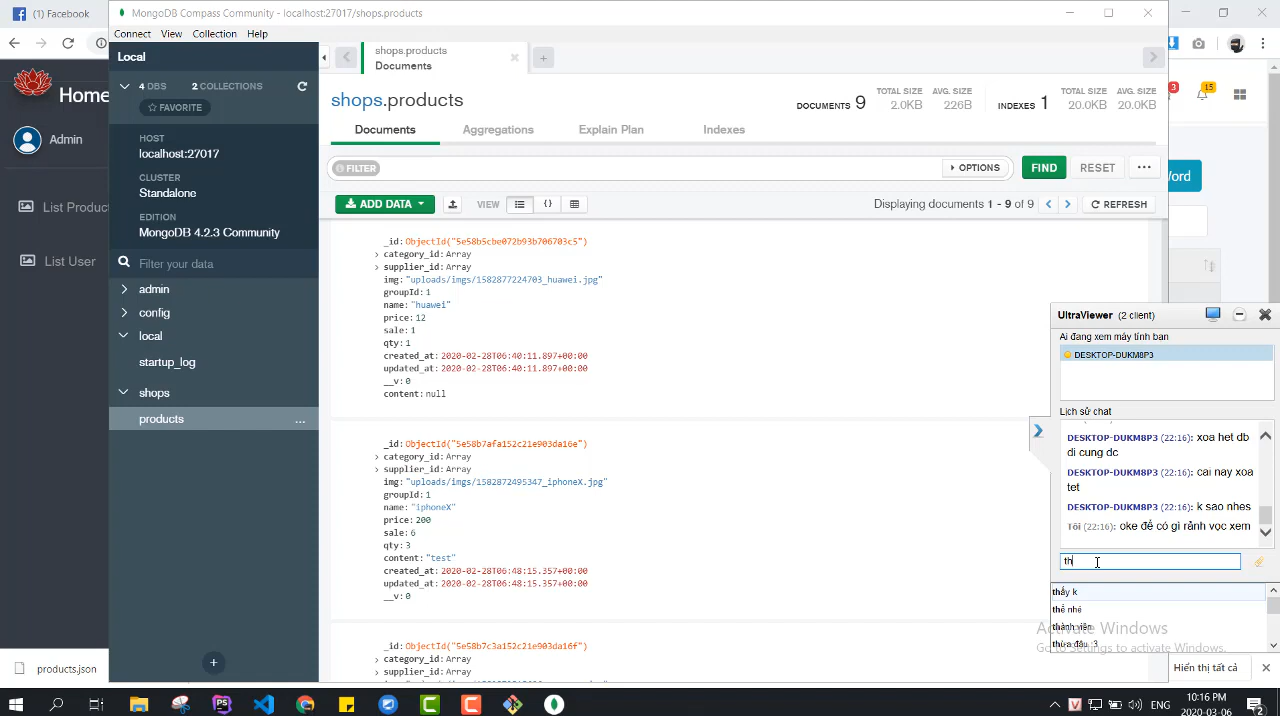 (1) Facebook
MongoDB Compass Community - localhost:27017/shops.products
Connect View Collection Help
Local
shops.products
Documents
4 DBS 2 COLLECTIONS
FAVORITE
HOST
localhost:27017
CLUSTER
Standalone
EDITION
MongoDB 4.2.3 Community
Filter your data
admin
config
local
startup_log
shops
products
...
Home
Admin
List Produc
List User
shops.products
DOCUMENTS 9
TOTAL SIZE
2.0KB
AVG. SIZE
226B
INDEXES 1
TOTAL SIZE
20.0KB
AVG. SIZE
20.0KB
Documents Aggregations Explain Plan Indexes
FILTER
OPTIONS
FIND
RESET
...
ADD DATA
VIEW
{}
Displaying documents 1 - 9 of 9
REFRESH
_id: ObjectId("5e58b5cbe072b93b706703c5")
category_id: Array
supplier_id: Array
img: "uploads/imgs/1582877224703_huawei.jpg"
groupId: 1
name: "huawei"
price: 12
sale: 1
qty: 1
created_at: 2020-02-28T06:40:11.897+00:00
updated_at: 2020-02-28T06:40:11.897+00:00
__v: 0
content: null
_id: ObjectId("5e58b7afa152c21e903da16e")
category_id: Array
supplier_id: Array
img: "uploads/imgs/1582872495347_iphoneX.jpg"
groupId: 1
name: "iphoneX"
price: 200
sale: 6
qty: 3
content: "test"
created_at: 2020-02-28T06:48:15.357+00:00
updated_at: 2020-02-28T06:48:15.357+00:00
__v: 0
_id: ObjectId("5e58b7c3a152c21e903da16f")
category_id: Array
supplier_id: Array
3
15
Word
UltraViewer (2 client)
Ai đang xem máy tính bạn
DESKTOP-DUKM8P3
Lịch sử chat
DESKTOP-DUKM8P3 (22:16): xoa het db
di cung dc
DESKTOP-DUKM8P3 (22:16): cai nay xoa
tet
DESKTOP-DUKM8P3 (22:16): k sao nhes
Tôi (22:16): oke để có gì rảnh vọc xem
th
thấy k
thế nhé
thành viên
thừa đâu :3
Activate Windows
Go to Settings to activate Windows.
products.json
Hiển thị tất cả
PS
V
10:16 PM
2020-03-06
2